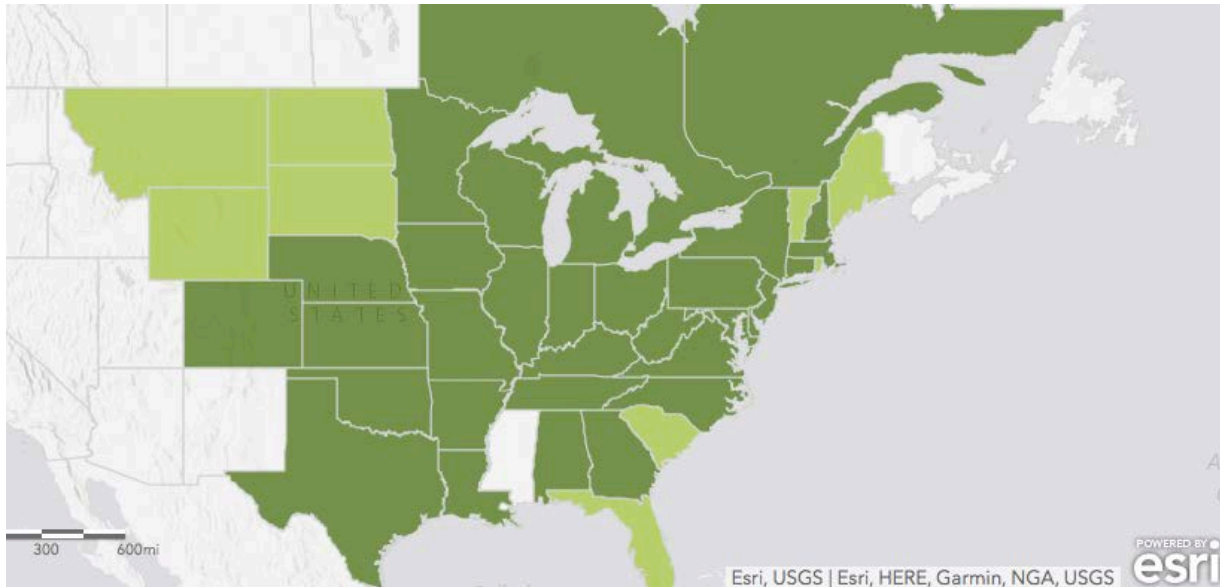 UNITED
STATES
300 600mi
A
POWERED BY
esri
Esri, USGS | Esri, HERE, Garmin, NGA, USGS